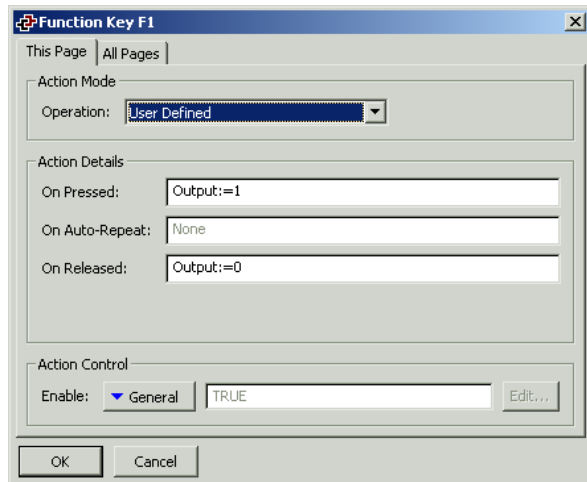 Function Key F1
This Page All Pages
Action Mode
Operation: User Defined
Action Details
On Pressed: Output:=1
On Auto-Repeat: None
On Released: Output:=0
Action Control
Enable: General TRUE Edit...
OK Cancel